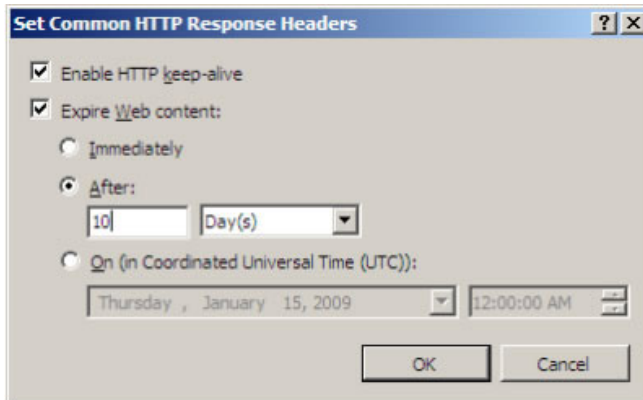 Set Common HTTP Response Headers
Enable HTTP keep-alive
Expire Web content:
Immediately
After:
10 Day(s)
On (in Coordinated Universal Time (UTC)):
Thursday , January 15, 2009 12:00:00 AM
OK Cancel